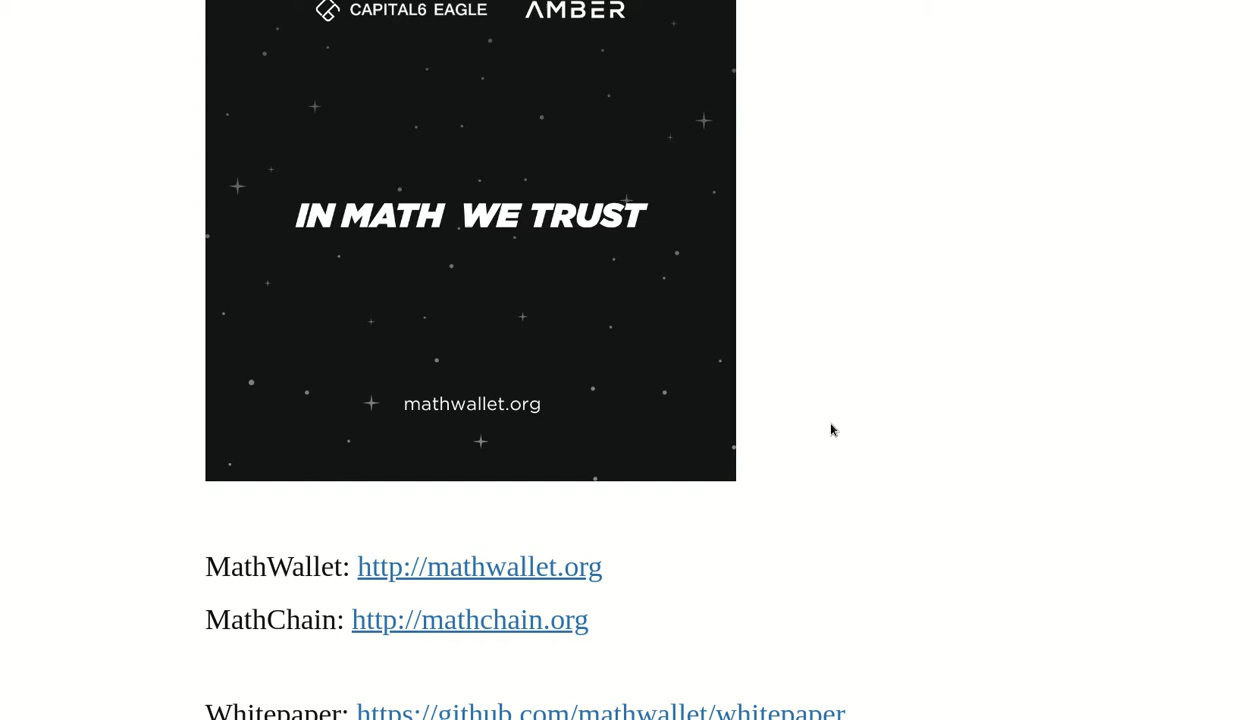 CAPITAL6 EAGLE AMBER
IN MATH WE TRUST
mathwallet.org
MathWallet: http://mathwallet.org
MathChain: http://mathchain.org
Whitepaper: https://github.com/mathwallet/whitepaper